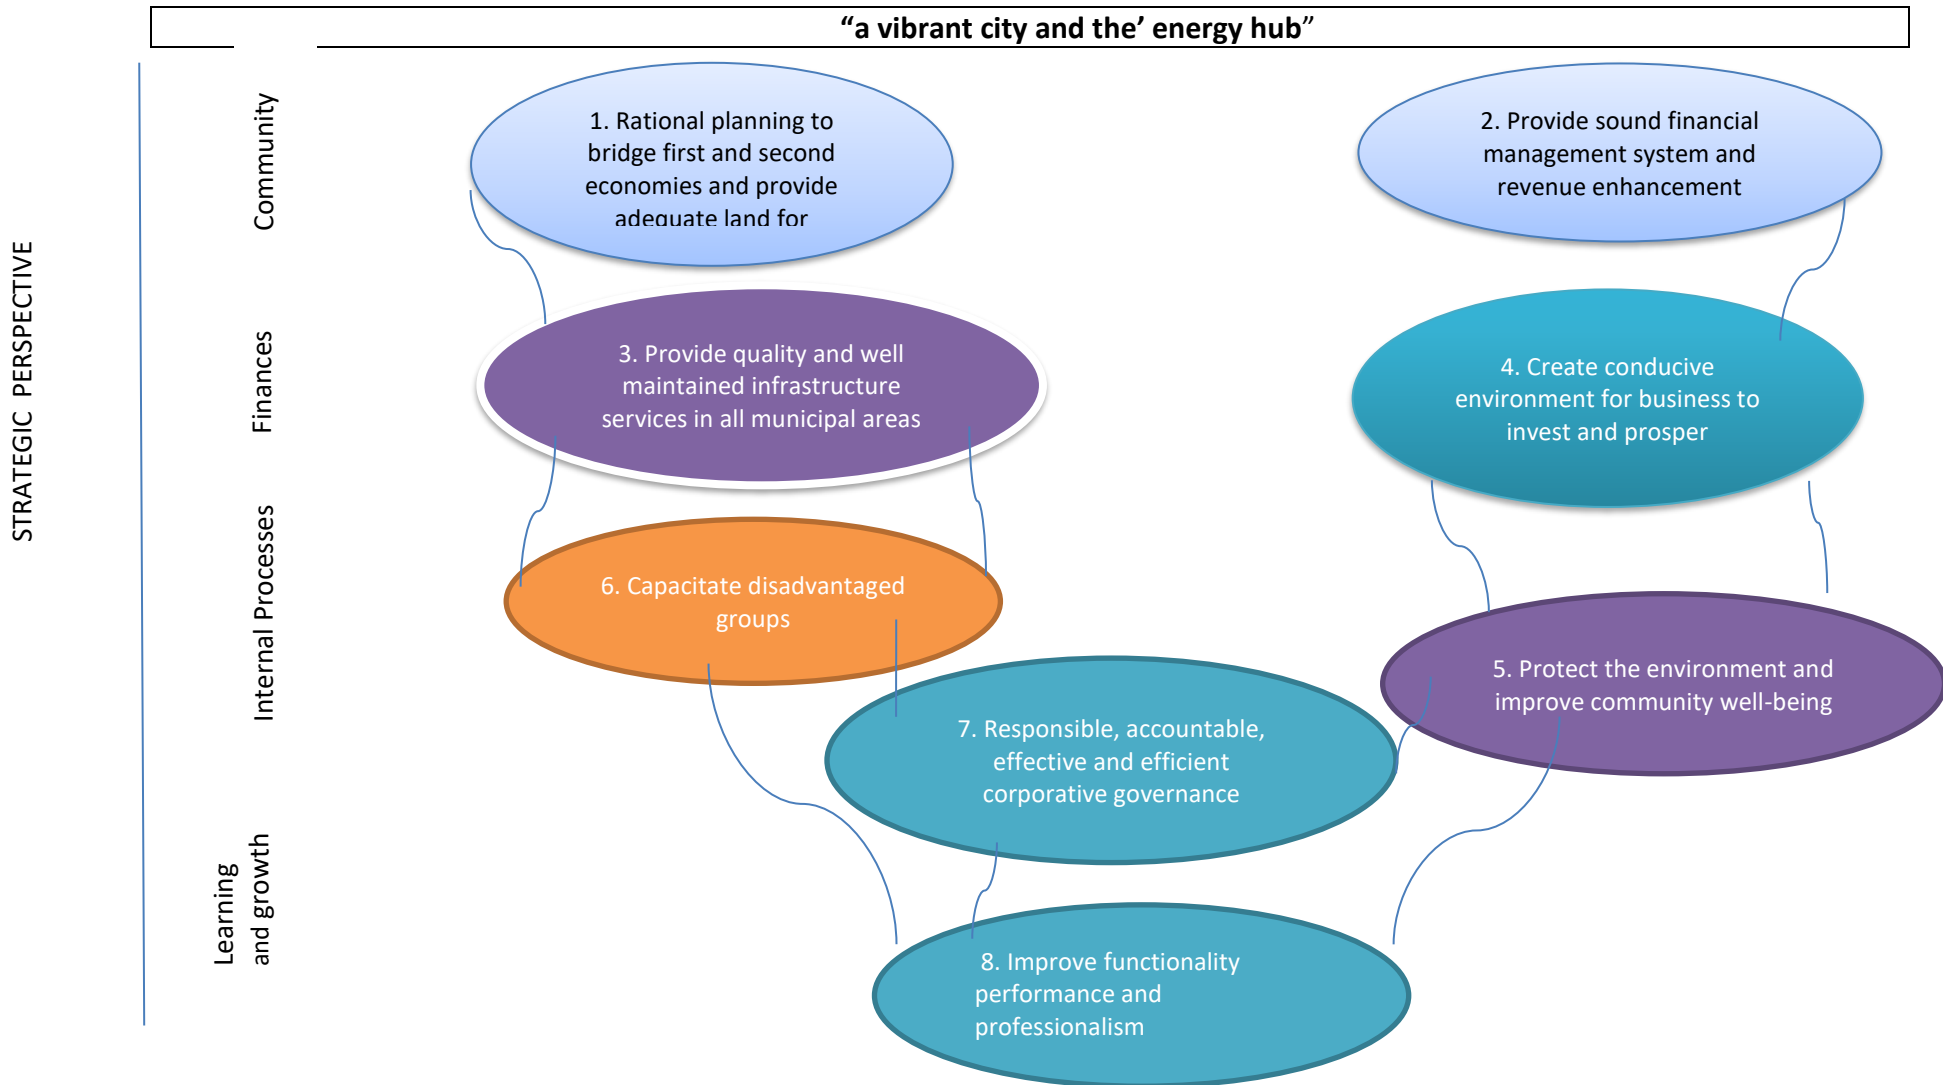 “a vibrant city and the’ energy hub”
STRATEGIC PERSPECTIVE
Community
1. Rational planning to
bridge first and second
economies and provide
adequate land for
2. Provide sound financial
management system and
revenue enhancement
Finances
3. Provide quality and well
maintained infrastructure
services in all municipal areas
4. Create conducive
environment for business to
invest and prosper
Internal Processes
6. Capacitate disadvantaged
groups
5. Protect the environment and
improve community well-being
7. Responsible, accountable,
effective and efficient
corporative governance
Learning
and growth
8. Improve functionality
performance and
professionalism